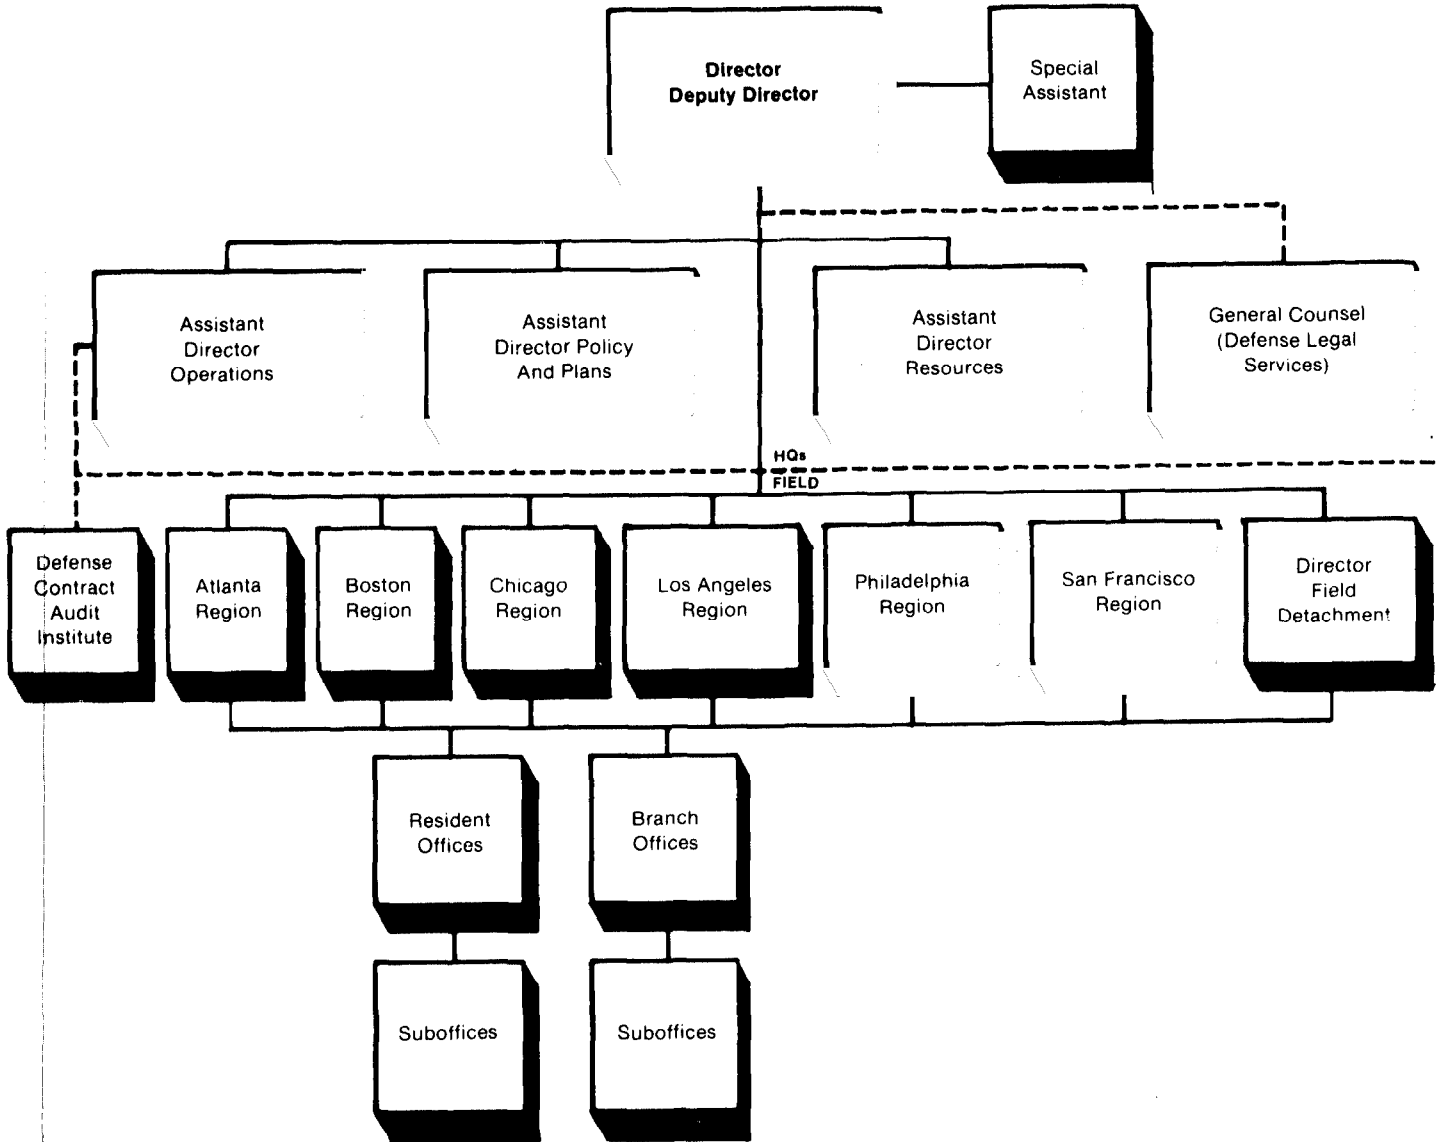 Director
Deputy Director
Special
Assistant
Assistant
Director
Operations
Assistant
Director Policy
And Plans
Assistant
Director
Resources
General Counsel
(Defense Legal
Services)
HQs
FIELD
Defense
Contract
Audit
Institute
Atlanta
Region
Boston
Region
Chicago
Region
Los Angeles
Region
Philadelphia
Region
San Francisco
Region
Director
Field
Detachment
Resident
Offices
Branch
Offices
Suboffices
Suboffices